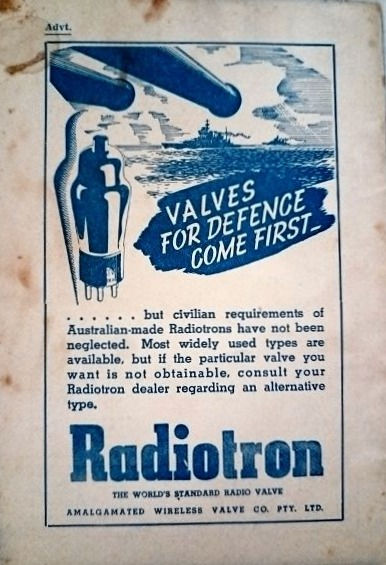 Advt.
VALVES
FOR DEFENCE
COME FIRST_
. . . . . . but civilian requirements of
Australian-made Radiotrons have not been
neglected. Most widely used types are
available, but if the particular valve you
want is not obtainable, consult your
Radiotron dealer regarding an alternative
type.
Radiotron
THE WORLD'S STANDARD RADIO VALVE
AMALGAMATED WIRELESS VALVE CO. PTY. LTD.